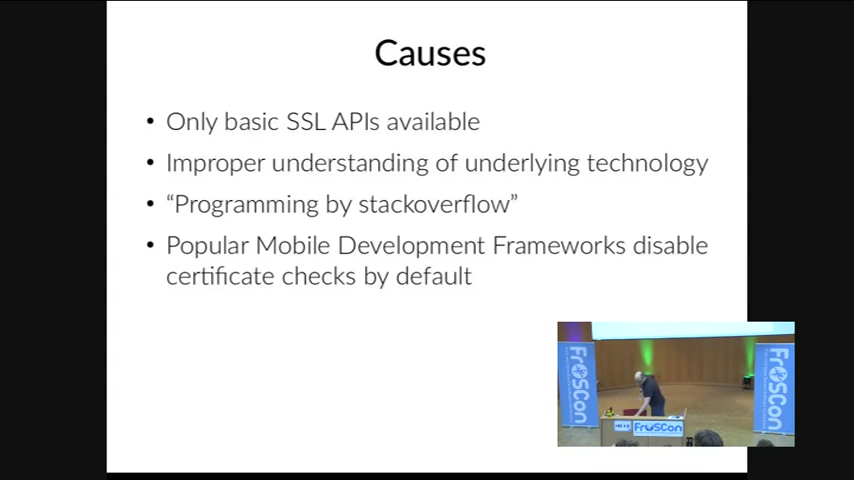 Causes
• Only basic SSL APIs available
• Improper understanding of underlying technology
• “Programming by stackoverflow”
• Popular Mobile Development Frameworks disable
certificate checks by default
FrOSCon
FrOSCon
FrOSCon